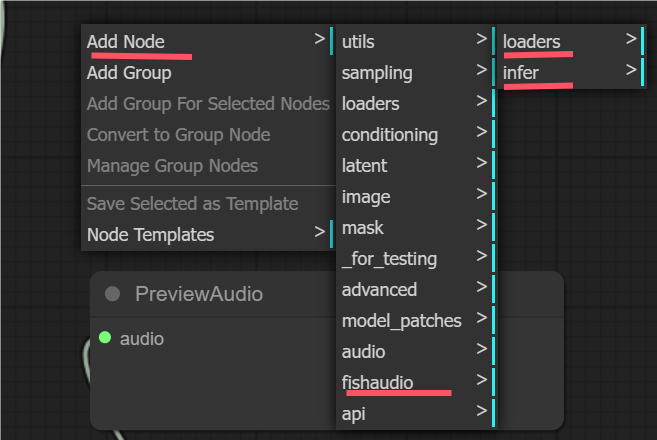 Add Node >
Add Group
Add Group For Selected Nodes
Convert to Group Node
Manage Group Nodes
Save Selected as Template
Node Templates >
utils >
sampling >
loaders >
conditioning >
latent >
image >
mask >
_for_testing >
advanced >
model_patches >
audio >
fishaudio >
api >
loaders >
infer >
PreviewAudio
audio